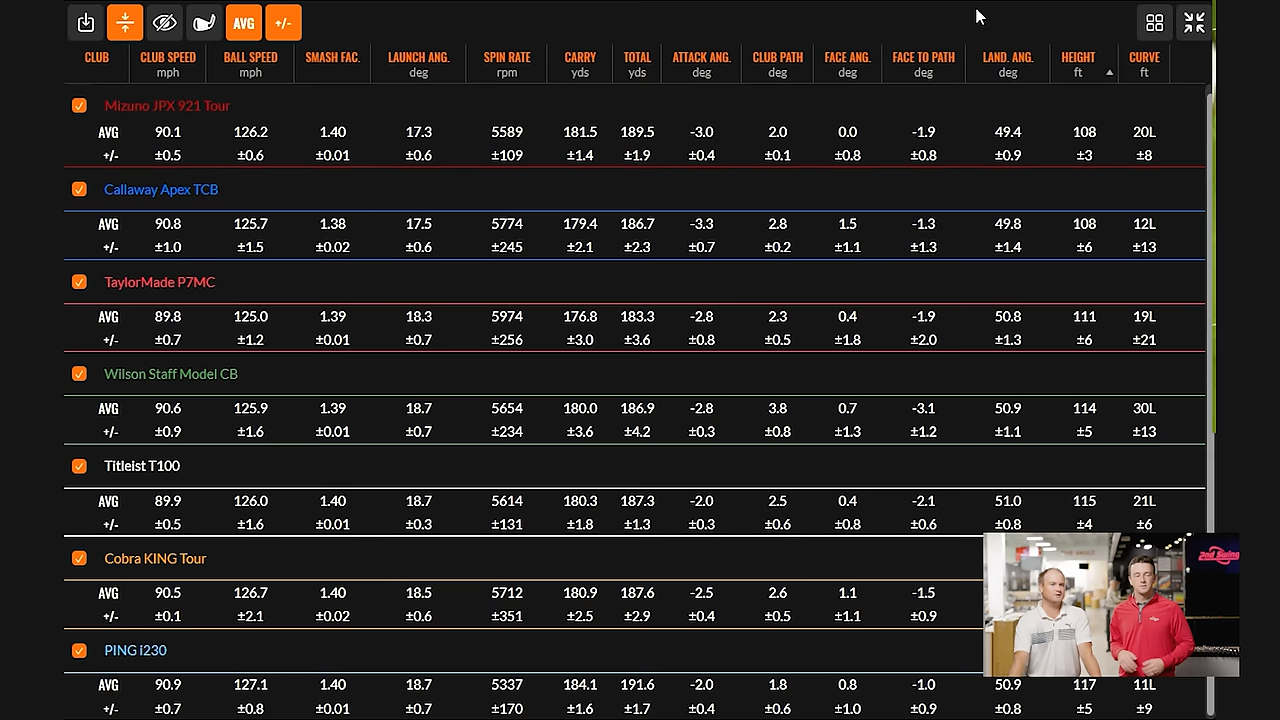 AVG +/-
CLUB CLUB SPEED BALL SPEED SMASH FAC. LAUNCH ANG. SPIN RATE CARRY TOTAL ATTACK ANG. CLUB PATH FACE ANG. FACE TO PATH LAND. ANG. HEIGHT CURVE
mph mph deg rpm yds yds deg deg deg deg deg ft ft
Mizuno JPX 921 Tour
AVG 90.1 126.2 1.40 17.3 5589 181.5 189.5 -3.0 2.0 0.0 -1.9 49.4 108 20L
+/- ±0.5 ±0.6 ±0.01 ±0.6 ±109 ±1.4 ±1.9 ±0.4 ±0.1 ±0.8 ±0.8 ±0.9 ±3 ±8
Callaway Apex TCB
AVG 90.8 125.7 1.38 17.5 5774 179.4 186.7 -3.3 2.8 1.5 -1.3 49.8 108 12L
+/- ±1.0 ±1.5 ±0.02 ±0.6 ±245 ±2.1 ±2.3 ±0.7 ±0.2 ±1.1 ±1.3 ±1.4 ±6 ±13
TaylorMade P7MC
AVG 89.8 125.0 1.39 18.3 5974 176.8 183.3 -2.8 2.3 0.4 -1.9 50.8 111 19L
+/- ±0.7 ±1.2 ±0.01 ±0.7 ±256 ±3.0 ±3.6 ±0.8 ±0.5 ±1.8 ±2.0 ±1.3 ±6 ±21
Wilson Staff Model CB
AVG 90.6 125.9 1.39 18.7 5654 180.0 186.9 -2.8 3.8 0.7 -3.1 50.9 114 30L
+/- ±0.9 ±1.6 ±0.01 ±0.7 ±234 ±3.6 ±4.2 ±0.3 ±0.8 ±1.3 ±1.2 ±1.1 ±5 ±13
Titleist T100
AVG 89.9 126.0 1.40 18.7 5614 180.3 187.3 -2.0 2.5 0.4 -2.1 51.0 115 21L
+/- ±0.5 ±1.6 ±0.01 ±0.3 ±131 ±1.8 ±1.3 ±0.3 ±0.6 ±0.8 ±0.6 ±0.8 ±4 ±6
Cobra KING Tour
AVG 90.5 126.7 1.40 18.5 5712 180.9 187.6 -2.5 2.6 1.1 -1.5
+/- ±0.1 ±2.1 ±0.02 ±0.6 ±351 ±2.5 ±2.9 ±0.4 ±0.5 ±1.1 ±0.9
2nd Swing
PING i230
AVG 90.9 127.1 1.40 18.7 5337 184.1 191.6 -2.0 1.8 0.8 -1.0 50.9 117 11L
+/- ±0.7 ±0.8 ±0.01 ±0.7 ±170 ±1.6 ±1.7 ±0.4 ±0.6 ±1.0 ±0.9 ±0.8 ±5 ±9